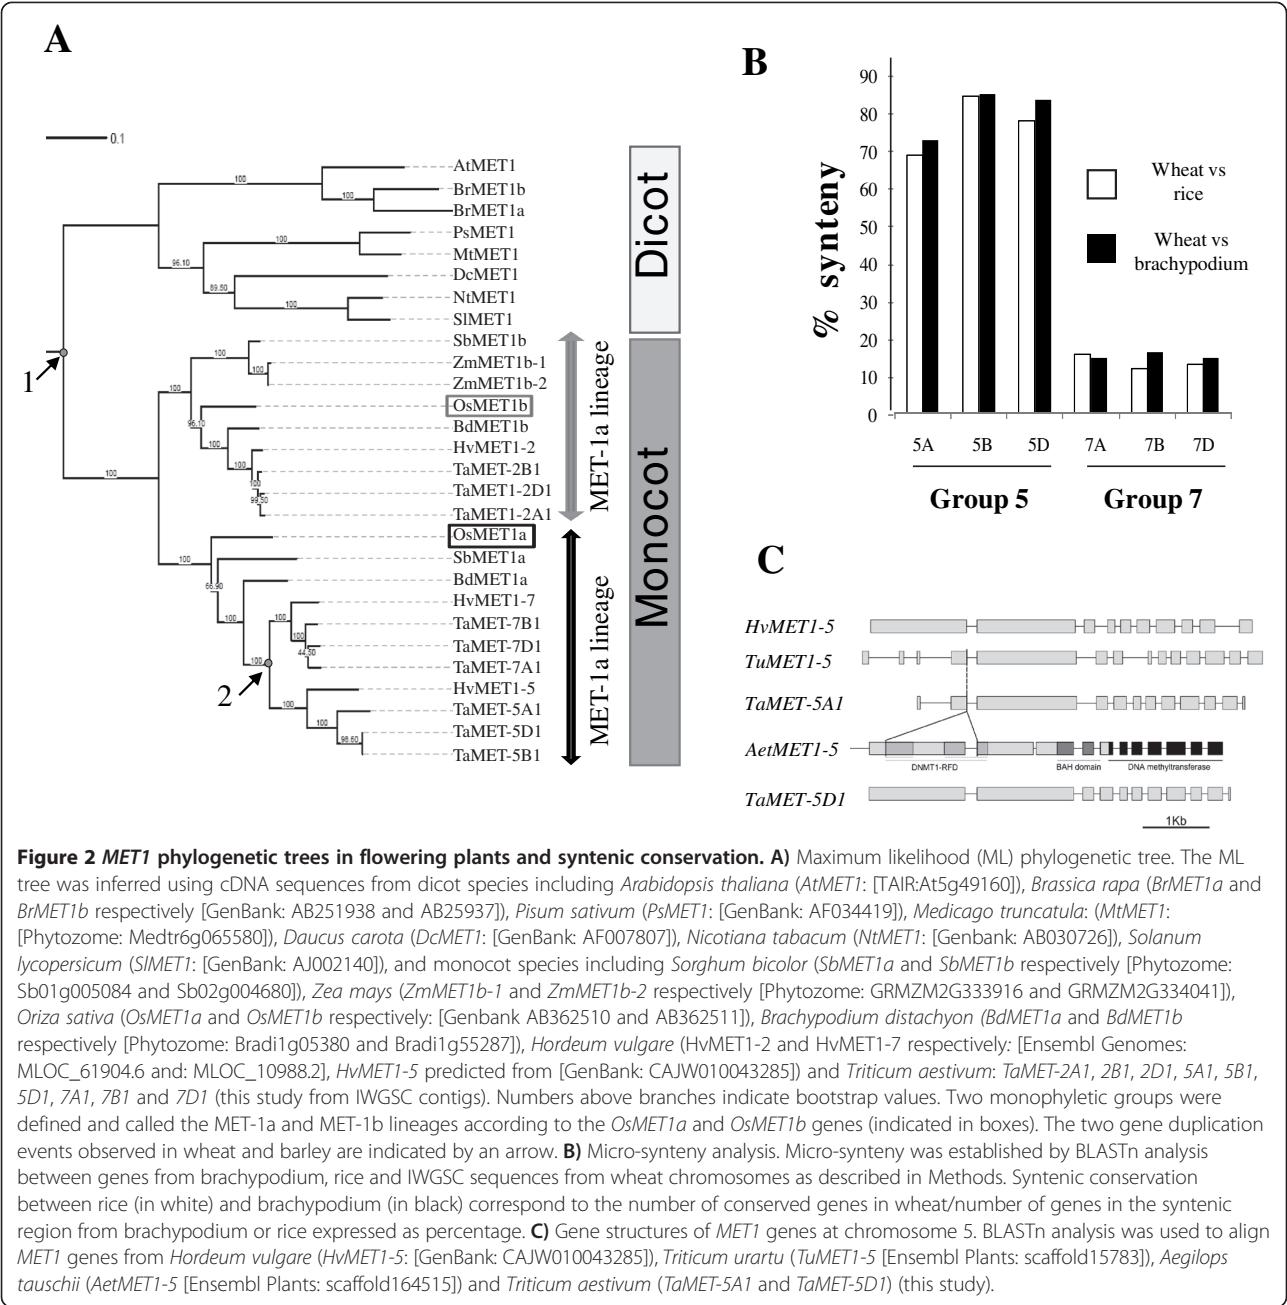 A
0.1
AtMET1
BrMET1b
BrMET1a
PsMET1
MtMET1
DcMET1
NtMET1
SlMET1
SbMET1b
ZmMET1b-1
ZmMET1b-2
OsMET1b
BdMET1b
HvMET1-2
TaMET-2B1
TaMET1-2D1
TaMET1-2A1
OsMET1a
SbMET1a
BdMET1a
HvMET1-7
TaMET-7B1
TaMET-7D1
TaMET-7A1
HvMET1-5
TaMET-5A1
TaMET-5D1
TaMET-5B1
100
100
100
96.10
89.60
100
100
100
100
96.10
100
100
100
99.50
100
100
66.90
100
100
100
44.50
100
100
100
98.60
1
2
MET-1a lineage
MET-1a lineage
Dicot
Monocot
B
% synteny
90
80
70
60
50
40
30
20
10
0
5A 5B 5D 7A 7B 7D
Group 5 Group 7
Wheat vs
rice
Wheat vs
brachypodium
C
HvMET1-5
TuMET1-5
TaMET-5A1
AetMET1-5
DNMT1-RFD BAH domain DNA methyltransferase
TaMET-5D1
1Kb
Figure 2 MET1 phylogenetic trees in flowering plants and syntenic conservation. A) Maximum likelihood (ML) phylogenetic tree. The ML
tree was inferred using cDNA sequences from dicot species including Arabidopsis thaliana (AtMET1: [TAIR:At5g49160]), Brassica rapa (BrMET1a and
BrMET1b respectively [GenBank: AB251938 and AB25937]), Pisum sativum (PsMET1: [GenBank: AF034419]), Medicago truncatula: (MtMET1:
[Phytozome: Medtr6g065580]), Daucus carota (DcMET1: [GenBank: AF007807]), Nicotiana tabacum (NtMET1: [Genbank: AB030726]), Solanum
lycopersicum (SlMET1: [GenBank: AJ002140]), and monocot species including Sorghum bicolor (SbMET1a and SbMET1b respectively [Phytozome:
Sb01g005084 and Sb02g004680]), Zea mays (ZmMET1b-1 and ZmMET1b-2 respectively [Phytozome: GRMZM2G333916 and GRMZM2G334041]),
Oriza sativa (OsMET1a and OsMET1b respectively: [Genbank AB362510 and AB362511]), Brachypodium distachyon (BdMET1a and BdMET1b
respectively [Phytozome: Bradi1g05380 and Bradi1g55287]), Hordeum vulgare (HvMET1-2 and HvMET1-7 respectively: [Ensembl Genomes:
MLOC_61904.6 and: MLOC_10988.2], HvMET1-5 predicted from [GenBank: CAJW010043285]) and Triticum aestivum: TaMET-2A1, 2B1, 2D1, 5A1, 5B1,
5D1, 7A1, 7B1 and 7D1 (this study from IWGSC contigs). Numbers above branches indicate bootstrap values. Two monophyletic groups were
defined and called the MET-1a and MET-1b lineages according to the OsMET1a and OsMET1b genes (indicated in boxes). The two gene duplication
events observed in wheat and barley are indicated by an arrow. B) Micro-synteny analysis. Micro-synteny was established by BLASTn analysis
between genes from brachypodium, rice and IWGSC sequences from wheat chromosomes as described in Methods. Syntenic conservation
between rice (in white) and brachypodium (in black) correspond to the number of conserved genes in wheat/number of genes in the syntenic
region from brachypodium or rice expressed as percentage. C) Gene structures of MET1 genes at chromosome 5. BLASTn analysis was used to align
MET1 genes from Hordeum vulgare (HvMET1-5: [GenBank: CAJW010043285]), Triticum urartu (TuMET1-5 [Ensembl Plants: scaffold15783]), Aegilops
tauschii (AetMET1-5 [Ensembl Plants: scaffold164515]) and Triticum aestivum (TaMET-5A1 and TaMET-5D1) (this study).